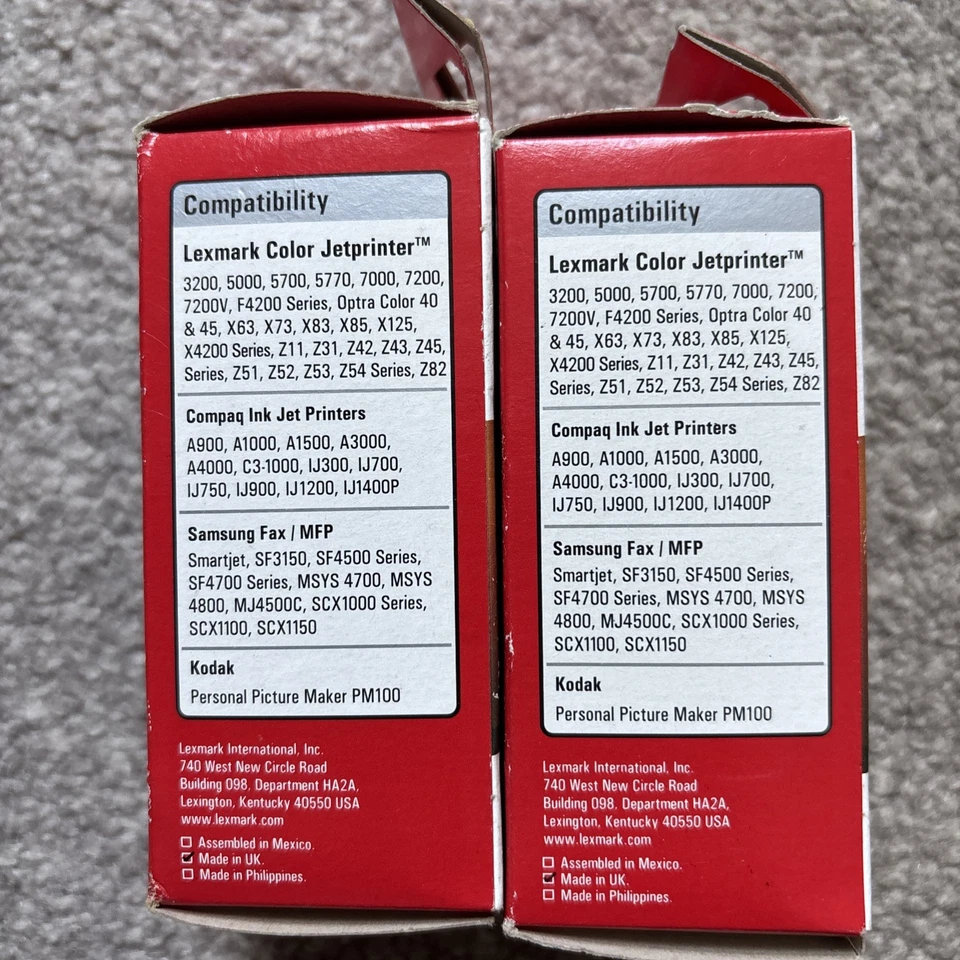 Compatibility
Lexmark Color Jetprinter™
3200, 5000, 5700, 5770, 7000, 7200,
7200V, F4200 Series, Optra Color 40
& 45, X63, X73, X83, X85, X125,
X4200 Series, Z11, Z31, Z42, Z43, Z45,
Series, Z51, Z52, Z53, Z54 Series, Z82
Compaq Ink Jet Printers
A900, A1000, A1500, A3000,
A4000, C3-1000, IJ300, IJ700,
IJ750, IJ900, IJ1200, IJ1400P
Samsung Fax / MFP
Smartjet, SF3150, SF4500 Series,
SF4700 Series, MSYS 4700, MSYS
4800, MJ4500C, SCX1000 Series,
SCX1100, SCX1150
Kodak
Personal Picture Maker PM100
Lexmark International, Inc.
740 West New Circle Road
Building 098, Department HA2A,
Lexington, Kentucky 40550 USA
www.lexmark.com
Assembled in Mexico.
Made in UK.
Made in Philippines.
Compatibility
Lexmark Color Jetprinter™
3200, 5000, 5700, 5770, 7000, 7200,
7200V, F4200 Series, Optra Color 40
& 45, X63, X73, X83, X85, X125,
X4200 Series, Z11, Z31, Z42, Z43, Z45,
Series, Z51, Z52, Z53, Z54 Series, Z82
Compaq Ink Jet Printers
A900, A1000, A1500, A3000,
A4000, C3-1000, IJ300, IJ700,
IJ750, IJ900, IJ1200, IJ1400P
Samsung Fax / MFP
Smartjet, SF3150, SF4500 Series,
SF4700 Series, MSYS 4700, MSYS
4800, MJ4500C, SCX1000 Series,
SCX1100, SCX1150
Kodak
Personal Picture Maker PM100
Lexmark International, Inc.
740 West New Circle Road
Building 098, Department HA2A,
Lexington, Kentucky 40550 USA
www.lexmark.com
Assembled in Mexico.
Made in UK.
Made in Philippines.